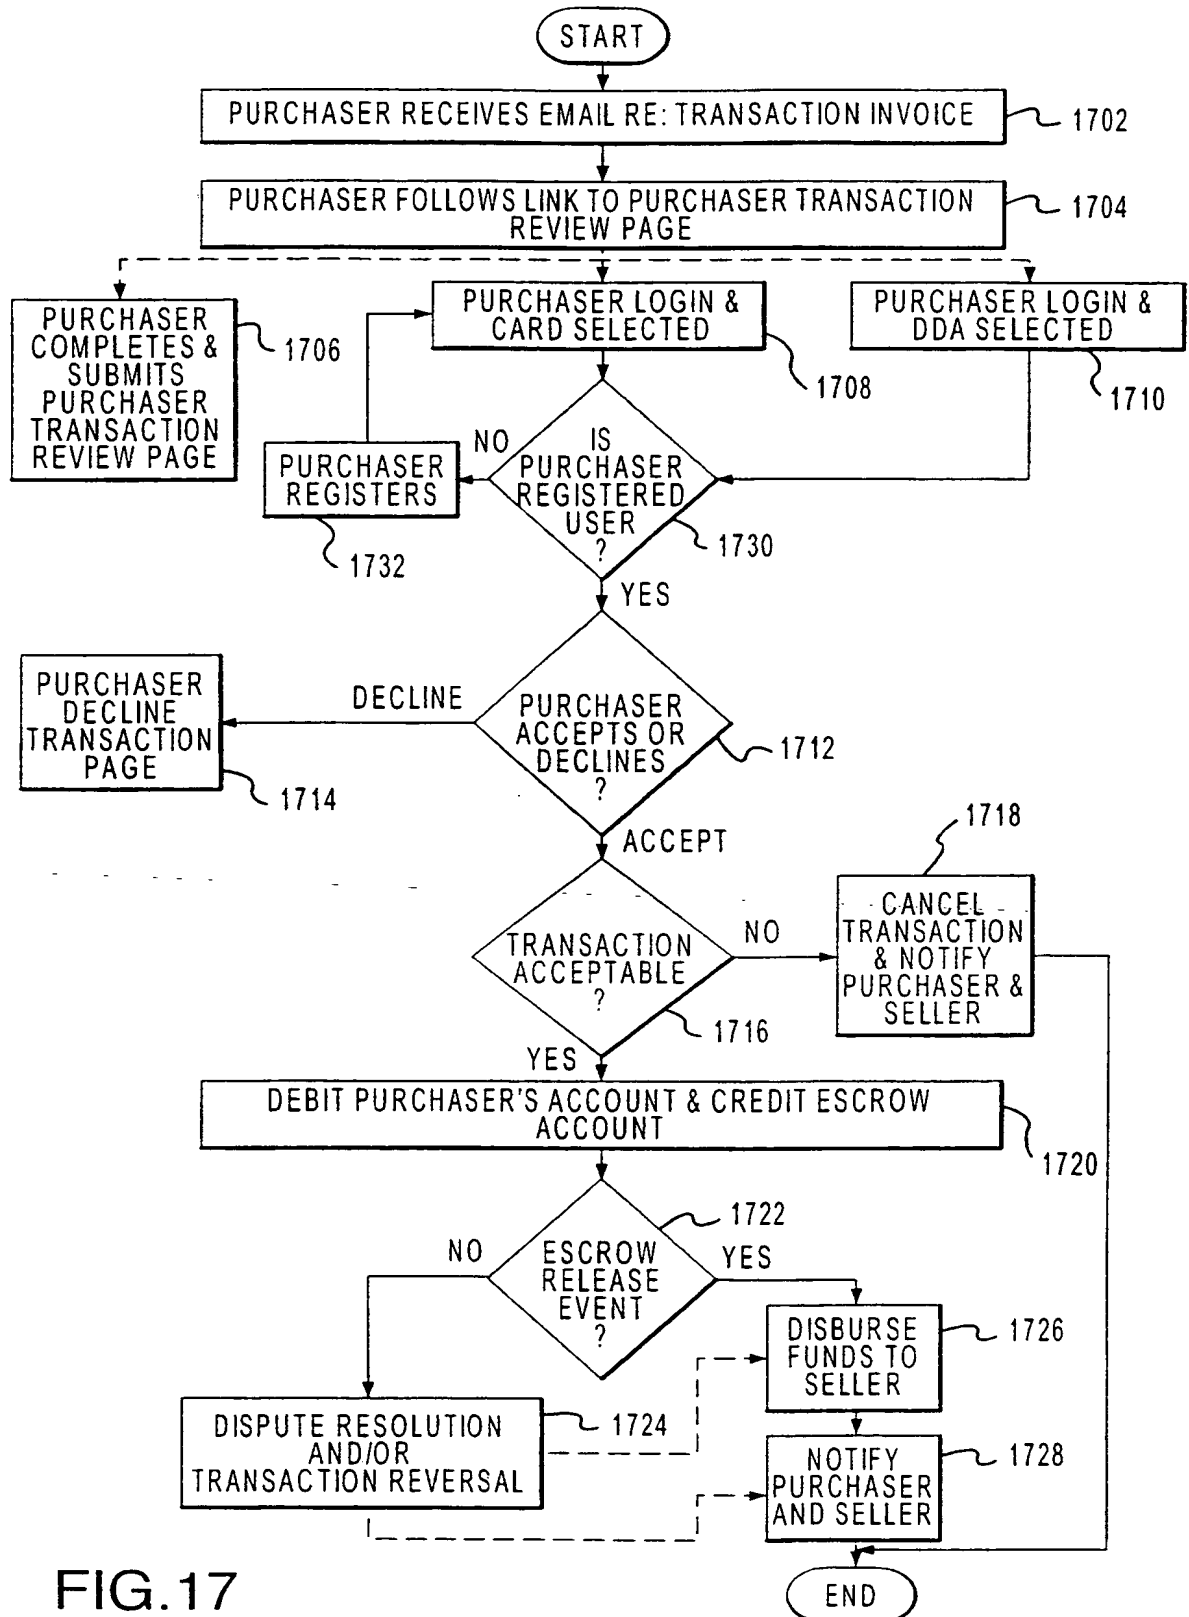 START
PURCHASER RECEIVES EMAIL RE: TRANSACTION INVOICE
1702
PURCHASER FOLLOWS LINK TO PURCHASER TRANSACTION
REVIEW PAGE
1704
PURCHASER
COMPLETES &
SUBMITS
PURCHASER
TRANSACTION
REVIEW PAGE
1706
PURCHASER LOGIN &
CARD SELECTED
1708
PURCHASER LOGIN &
DDA SELECTED
1710
IS
PURCHASER
REGISTERED
USER
?
1730
NO
PURCHASER
REGISTERS
1732
YES
PURCHASER
ACCEPTS OR
DECLINES
?
1712
DECLINE
PURCHASER
DECLINE
TRANSACTION
PAGE
1714
ACCEPT
TRANSACTION
ACCEPTABLE
?
1716
NO
CANCEL
TRANSACTION
& NOTIFY
PURCHASER &
SELLER
1718
YES
DEBIT PURCHASER'S ACCOUNT & CREDIT ESCROW
ACCOUNT
1720
ESCROW
RELEASE
EVENT
?
1722
NO
YES
DISBURSE
FUNDS TO
SELLER
1726
DISPUTE RESOLUTION
AND/OR
TRANSACTION REVERSAL
1724
NOTIFY
PURCHASER
AND SELLER
1728
END
FIG.17